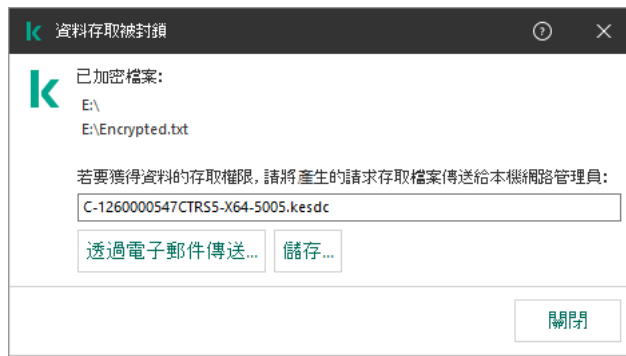 資料存取被封鎖
已加密檔案:
E:\
E:\Encrypted.txt
若要獲得資料的存取權限, 請將產生的請求存取檔案傳送給本機網路管理員:
C-1260000547CTRS5-X64-5005.kesdc
透過電子郵件傳送... 儲存...
關閉